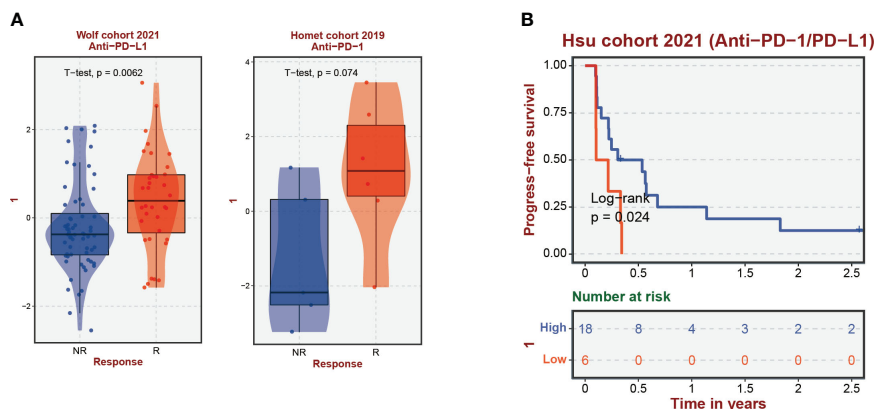 A
Wolf cohort 2021
Anti−PD−L1
T−test, p = 0.0062
2
0
−2
1
NR
R
Response
Homet cohort 2019
Anti−PD−1
T−test, p = 0.074
4
2
0
−2
1
NR
R
Response
B
Hsu cohort 2021 (Anti−PD−1/PD−L1)
Progress−free survival
1.00
0.75
0.50
0.25
0.00
Log−rank
p = 0.024
0 0.5 1 1.5 2 2.5
Number at risk
1
High 18 8 4 3 2 2
Low 6 0 0 0 0 0
0 0.5 1 1.5 2 2.5
Time in years